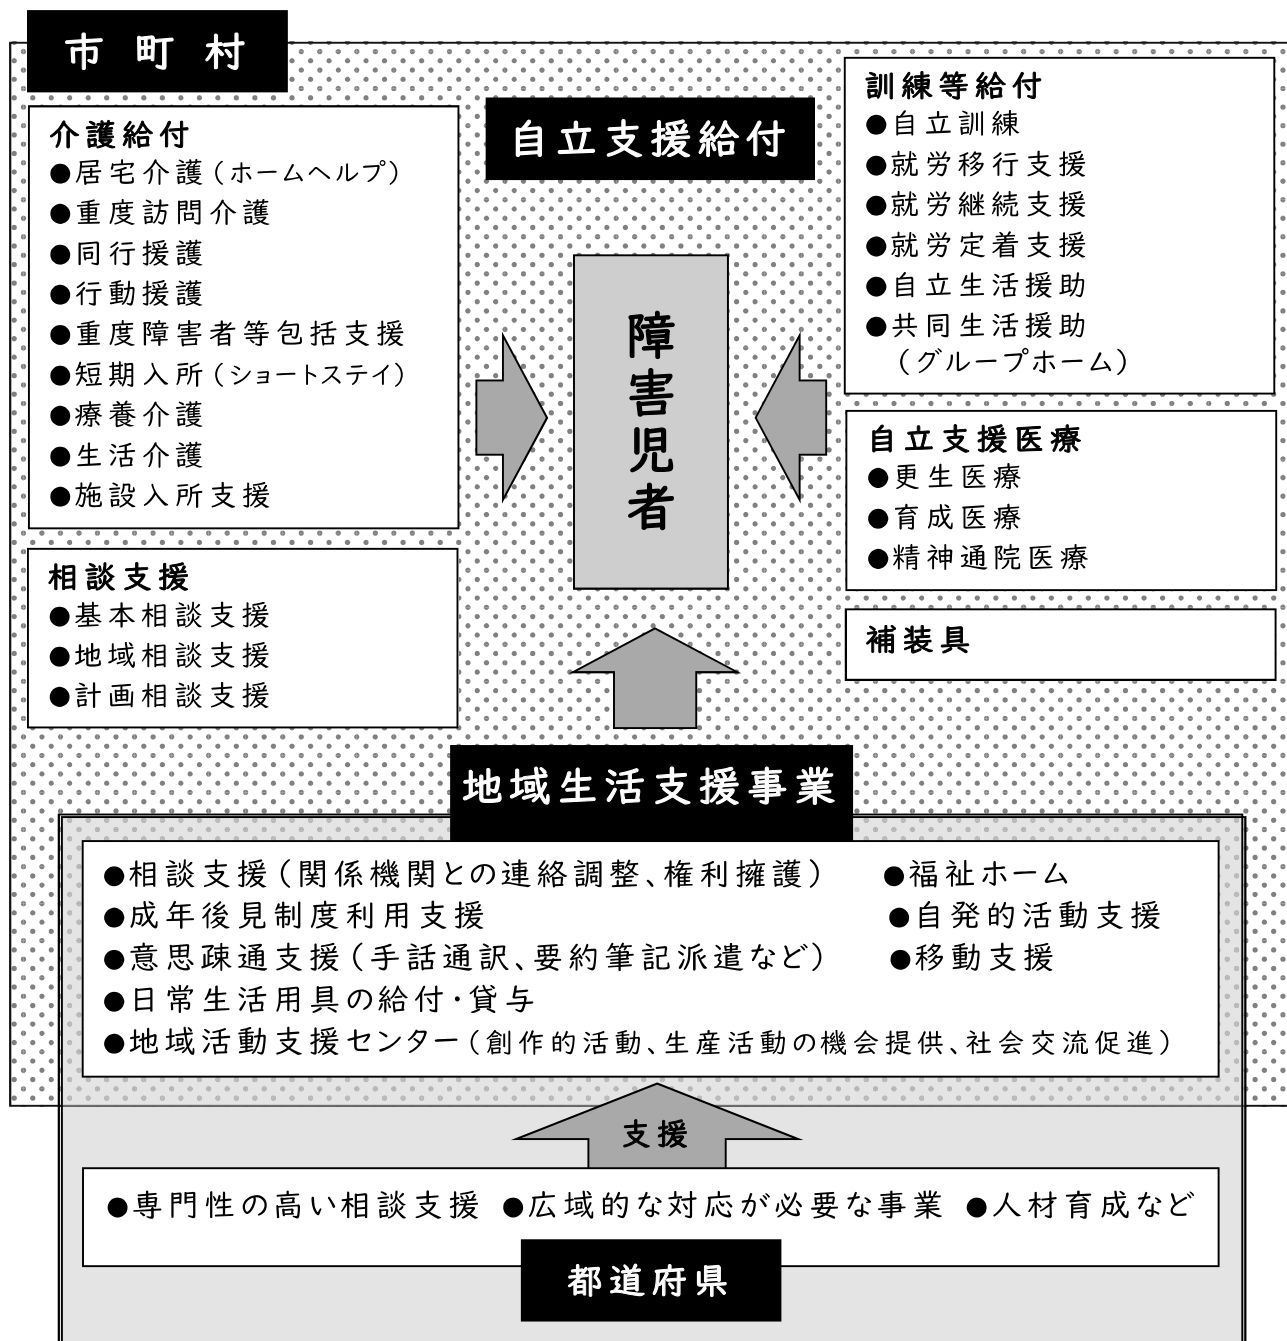 市町村
介護給付
●居宅介護（ホームヘルプ）
●重度訪問介護
●同行援護
●行動援護
●重度障害者等包括支援
●短期入所（ショートステイ）
●療養介護
●生活介護
●施設入所支援
相談支援
●基本相談支援
●地域相談支援
●計画相談支援
自立支援給付
障害児者
訓練等給付
●自立訓練
●就労移行支援
●就労継続支援
●就労定着支援
●自立生活援助
●共同生活援助
（グループホーム）
自立支援医療
●更生医療
●育成医療
●精神通院医療
補装具
地域生活支援事業
●相談支援（関係機関との連絡調整、権利擁護） ●福祉ホーム
●成年後見制度利用支援 ●自発的活動支援
●意思疎通支援（手話通訳、要約筆記派遣など） ●移動支援
●日常生活用具の給付・貸与
●地域活動支援センター（創作的活動、生産活動の機会提供、社会交流促進）
支援
●専門性の高い相談支援 ●広域的な対応が必要な事業 ●人材育成など
都道府県